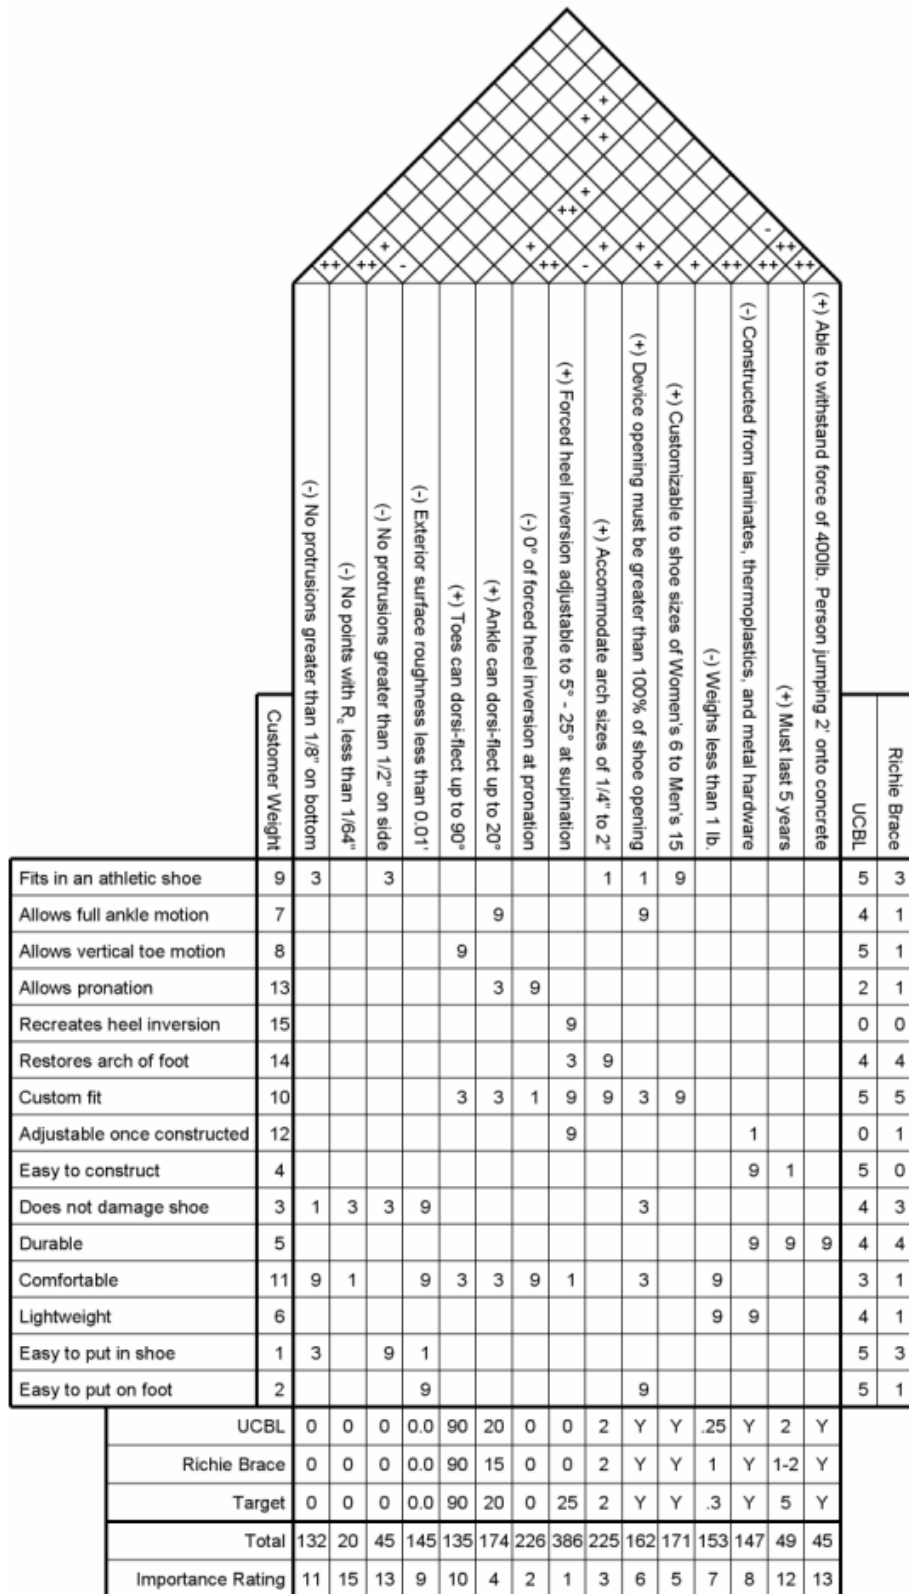 +
+
+
+
++
-
+ + + + ++
++ ++ - ++ - + + ++ ++ ++
(-) No protrusions greater than 1/8" on bottom
(-) No points with Rc less than 1/64"
(-) No protrusions greater than 1/2" on side
(-) Exterior surface roughness less than 0.01'
(+) Toes can dorsi-flect up to 90°
(+) Ankle can dorsi-flect up to 20°
(-) 0° of forced heel inversion at pronation
(+) Forced heel inversion adjustable to 5° - 25° at supination
(+) Accommodate arch sizes of 1/4" to 2"
(+) Device opening must be greater than 100% of shoe opening
(+) Customizable to shoe sizes of Women's 6 to Men's 15
(-) Weighs less than 1 lb.
(-) Constructed from laminates, thermoplastics, and metal hardware
(+) Must last 5 years
(+) Able to withstand force of 400lb. Person jumping 2' onto concrete
Customer Weight
UCBL
Richie Brace
Fits in an athletic shoe 9 3 3 1 1 9 5 3
Allows full ankle motion 7 9 9 4 1
Allows vertical toe motion 8 9 5 1
Allows pronation 13 3 9 2 1
Recreates heel inversion 15 9 0 0
Restores arch of foot 14 3 9 4 4
Custom fit 10 3 3 1 9 9 3 9 5 5
Adjustable once constructed 12 9 1 0 1
Easy to construct 4 9 1 5 0
Does not damage shoe 3 1 3 3 9 3 4 3
Durable 5 9 9 9 4 4
Comfortable 11 9 1 9 3 3 9 1 3 9 3 1
Lightweight 6 9 9 4 1
Easy to put in shoe 1 3 9 1 5 3
Easy to put on foot 2 9 9 5 1
UCBL 0 0 0 0.0 90 20 0 0 2 Y Y .25 Y 2 Y
Richie Brace 0 0 0 0.0 90 15 0 0 2 Y Y 1 Y 1-2 Y
Target 0 0 0 0.0 90 20 0 25 2 Y Y .3 Y 5 Y
Total 132 20 45 145 135 174 226 386 225 162 171 153 147 49 45
Importance Rating 11 15 13 9 10 4 2 1 3 6 5 7 8 12 13